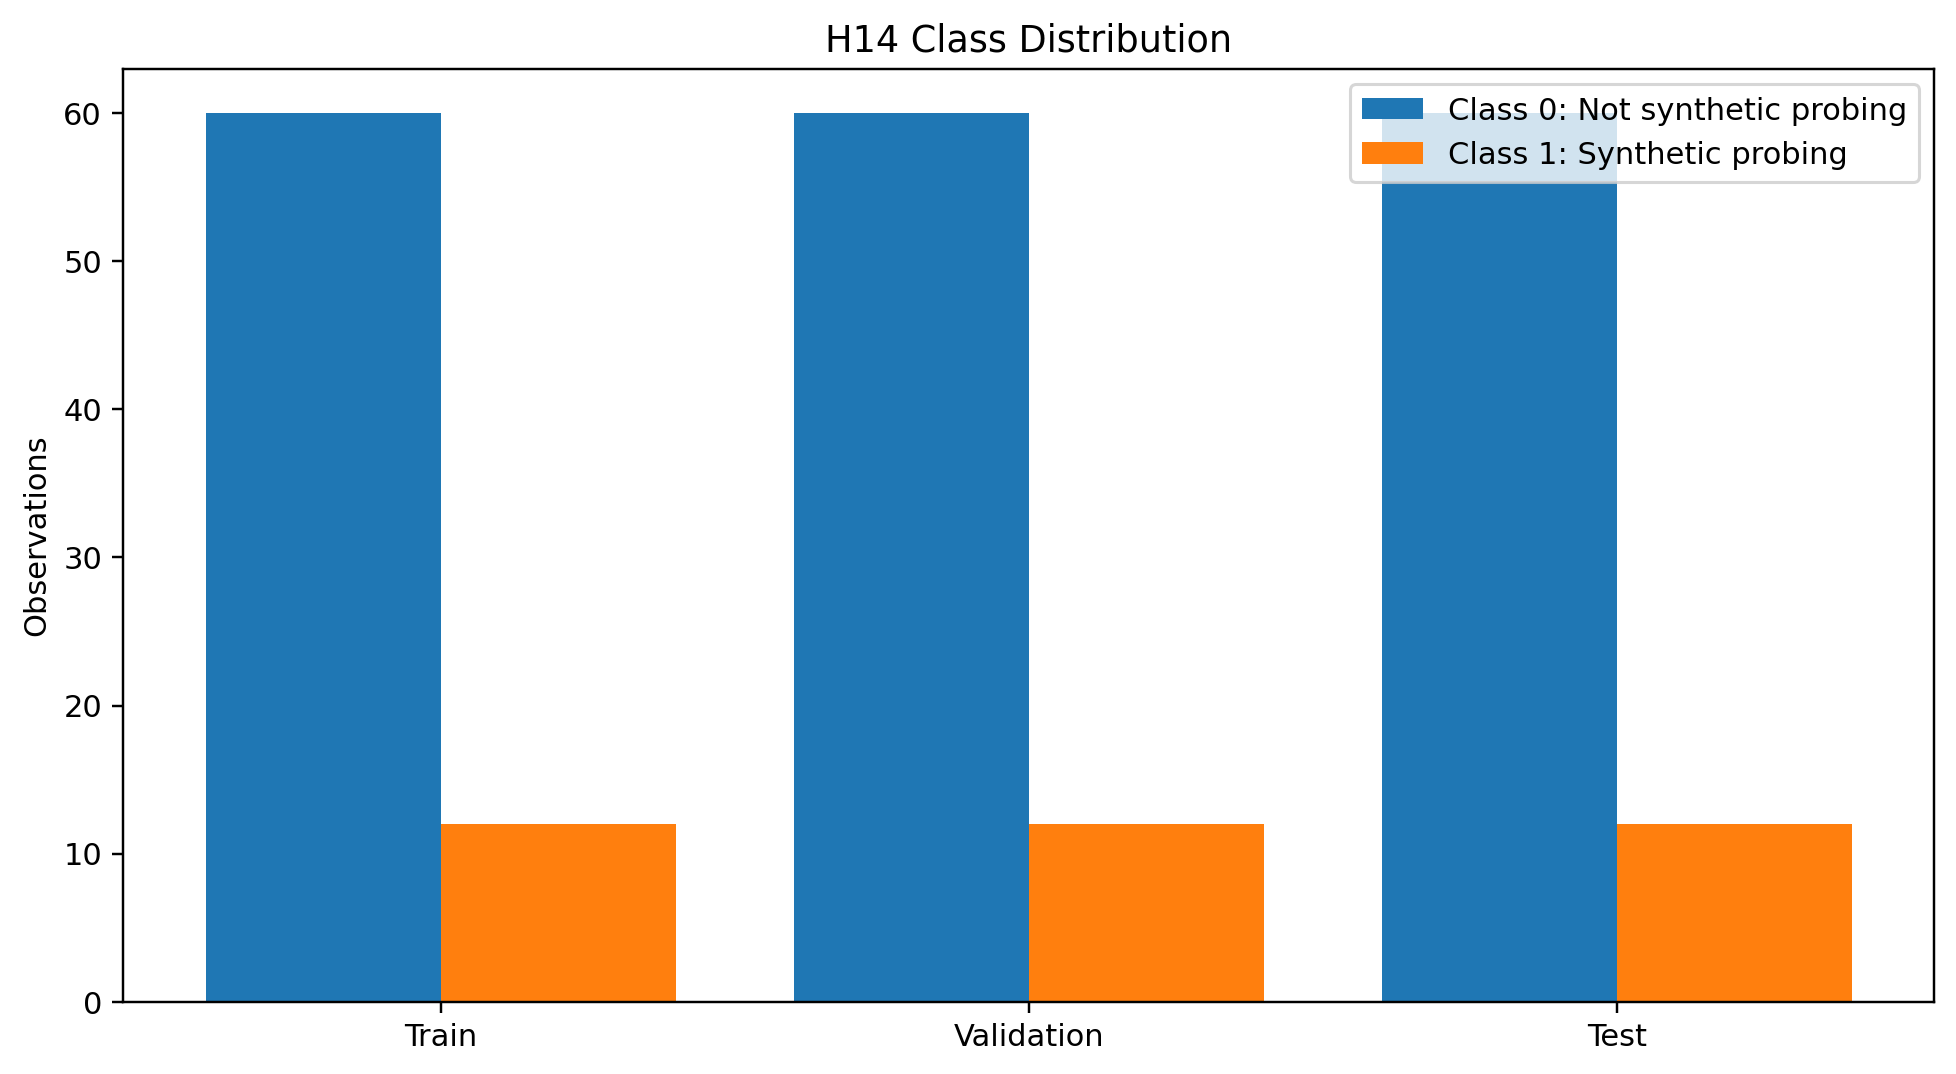 H14 Class Distribution
Class 0: Not synthetic probing
Class 1: Synthetic probing
60
50
40
30
20
10
0
Observations
Train
Validation
Test